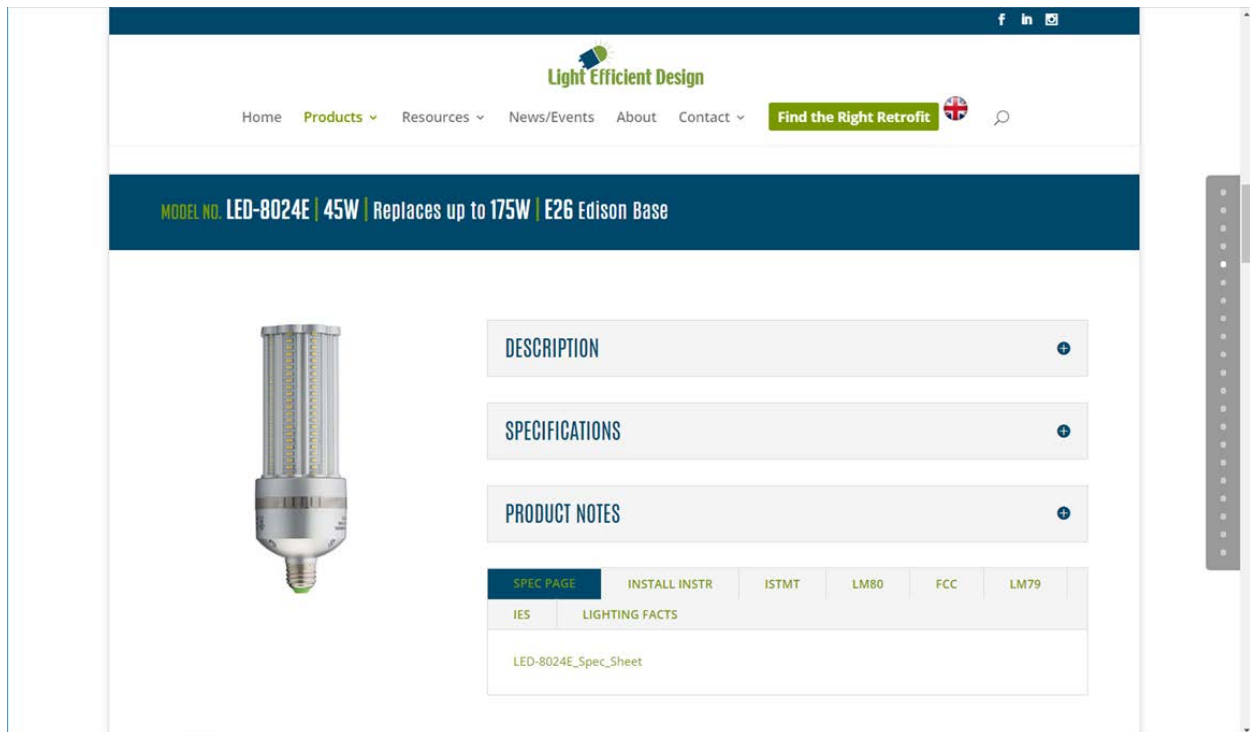 f in
Light Efficient Design
Home Products Resources News/Events About Contact Find the Right Retrofit
MODEL NO. LED-8024E | 45W | Replaces up to 175W | E26 Edison Base
DESCRIPTION
SPECIFICATIONS
PRODUCT NOTES
SPEC PAGE INSTALL INSTR ISTMT LM80 FCC LM79
IES LIGHTING FACTS
LED-8024E_Spec_Sheet